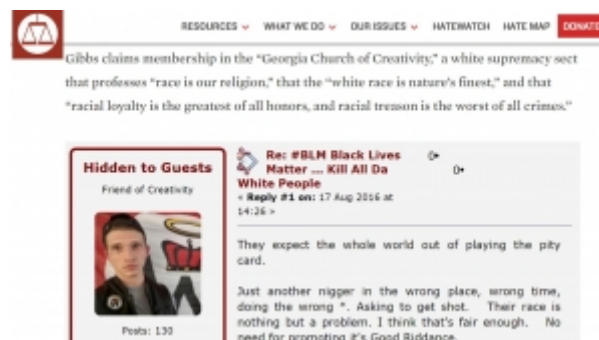 RESOURCES WHAT WE DO OUR ISSUES HATEWATCH HATE MAP DONATE
Gibbs claims membership in the “Georgia Church of Creativity,” a white supremacy sect
that professes “race is our religion,” that the “white race is nature’s finest,” and that
“racial loyalty is the greatest of all honors, and racial treason is the worst of all crimes.”
Hidden to Guests
Friend of Creativity
Posts: 130
Re: #BLM Black Lives
Matter ... Kill All Da
White People
« Reply #1 on: 17 Aug 2016 at
14:26 »
They expect the whole world out of playing the pity
card.
Just another nigger in the wrong place, wrong time,
doing the wrong *. Asking to get shot. Their race is
nothing but a problem. I think that's fair enough. No
need for promoting it's Good Riddance.